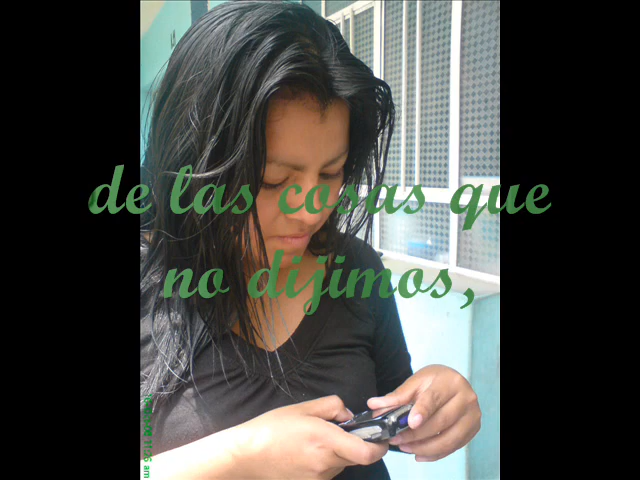 de las cosas que
no dijimos,